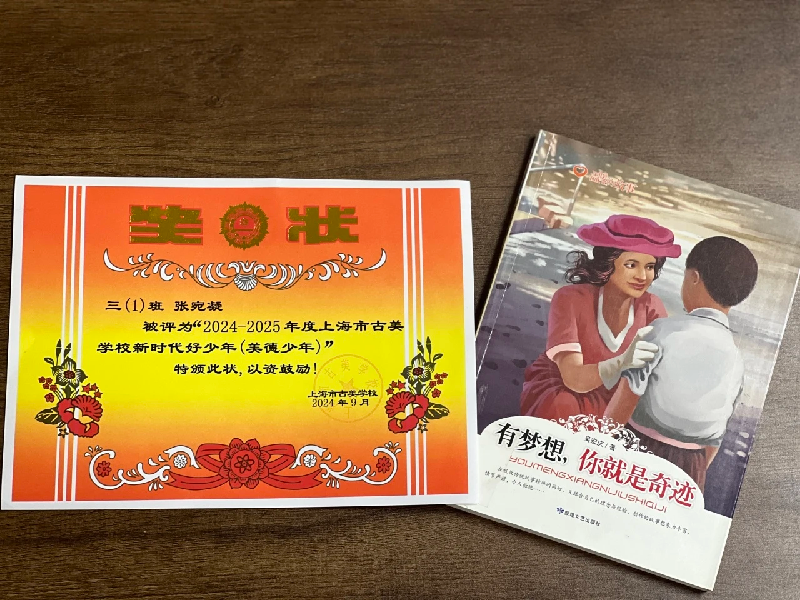 奖 状
三(1)班 张宛凝
被评为“2024-2025年度上海市古美
学校新时代好少年(美德少年)”
特颁此状,以资鼓励!
上海市古美学校
2024年9月
有梦想,
你就是奇迹
YOUMENGXIANGNIJIUSHIQIJI